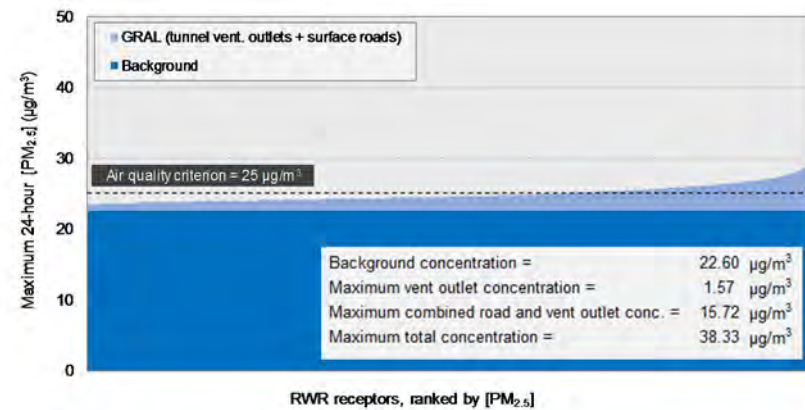 50
40
30
20
10
0
Maximum 24-hour [PM2.5] (µg/m³)
GRAL (tunnel vent. outlets + surface roads)
Background
Air quality criterion = 25 µg/m³
Background concentration = 22.60 µg/m³
Maximum vent outlet concentration = 1.57 µg/m³
Maximum combined road and vent outlet conc. = 15.72 µg/m³
Maximum total concentration = 38.33 µg/m³
RWR receptors, ranked by [PM2.5]